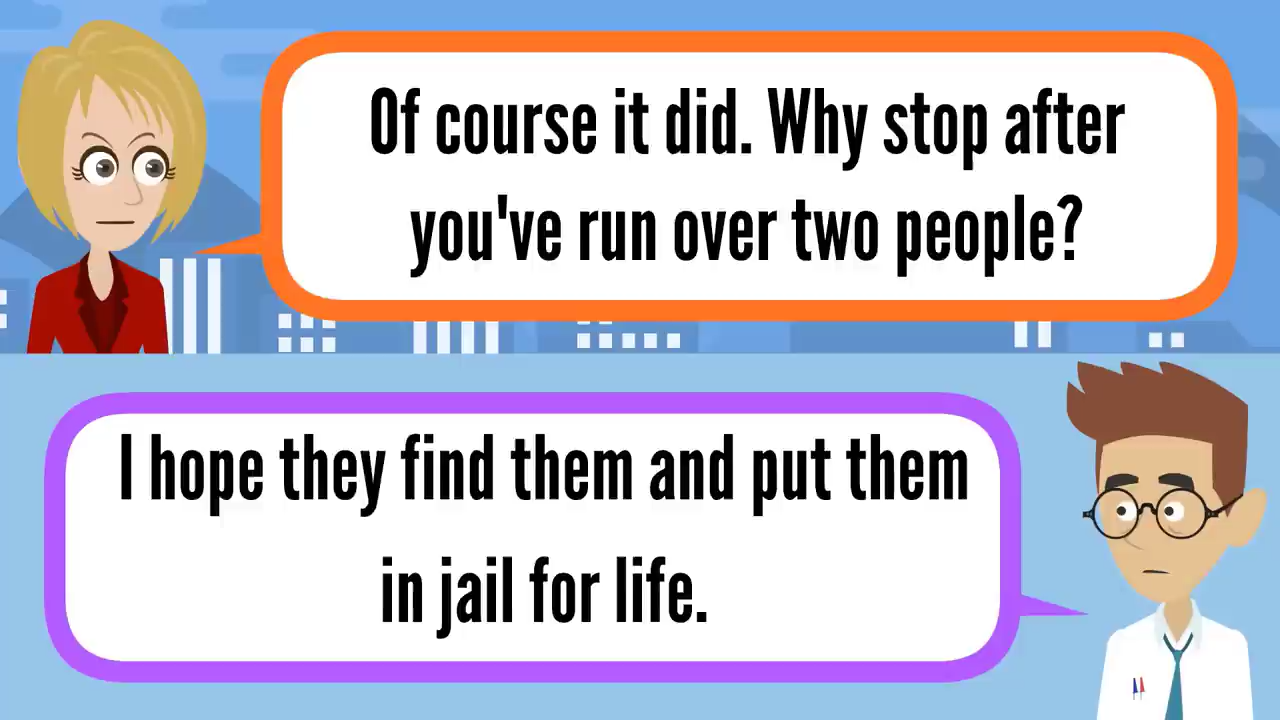 Of course it did. Why stop after
you've run over two people?
I hope they find them and put them
in jail for life.